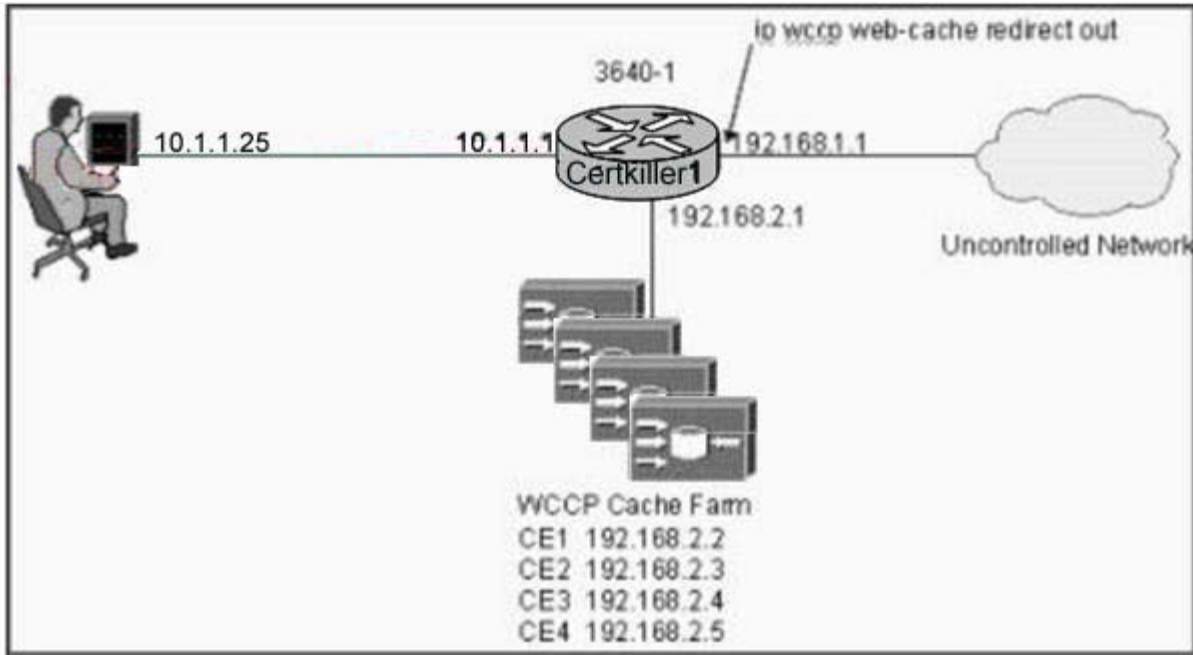 ip wccp web-cache redirect out
3640-1
10.1.1.25
10.1.1.1
192.168.1.1
Certkiller1
192.168.2.1
Uncontrolled Network
WCCP Cache Farm
CE1 192.168.2.2
CE2 192.168.2.3
CE3 192.168.2.4
CE4 192.168.2.5